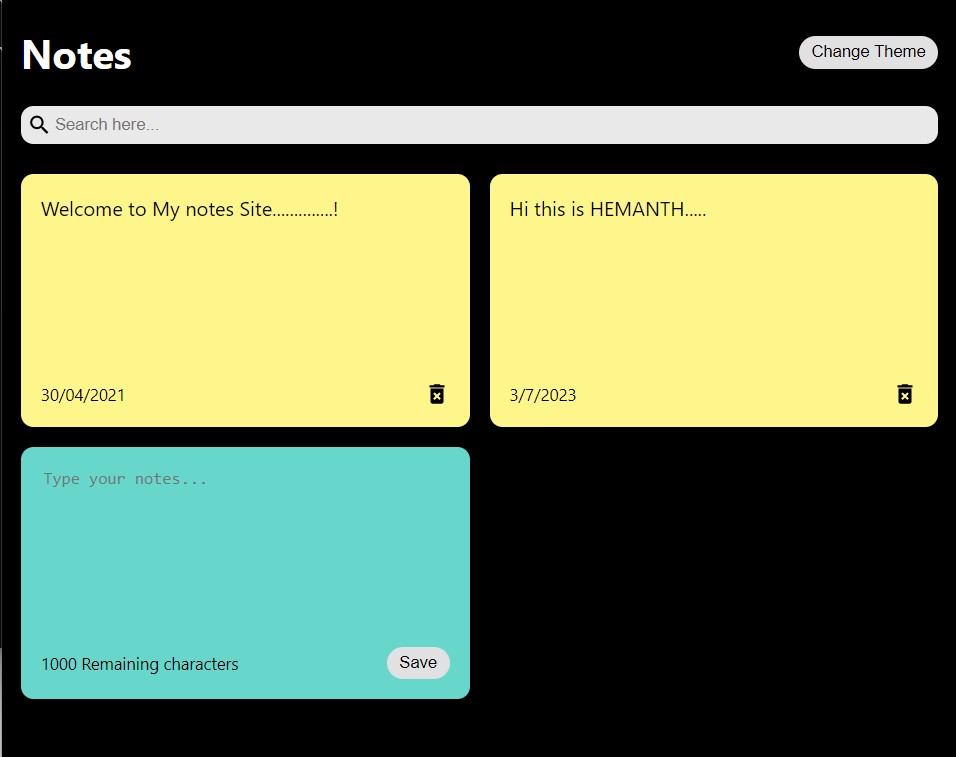 Notes
Change Theme
Search here...
Welcome to My notes Site..............!
Hi this is HEMANTH.....
30/04/2021
3/7/2023
Type your notes...
1000 Remaining characters
Save